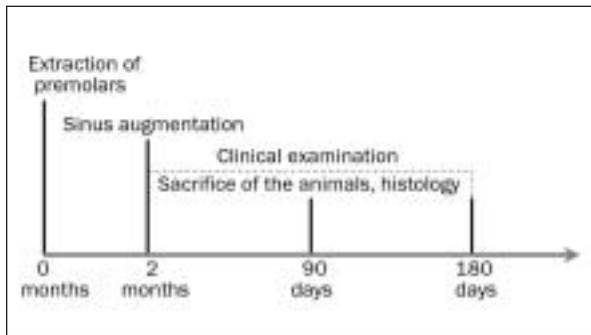 Extraction of
premolars
Sinus augmentation
Clinical examination
Sacrifice of the animals, histology
0 2 90 180
months months days days